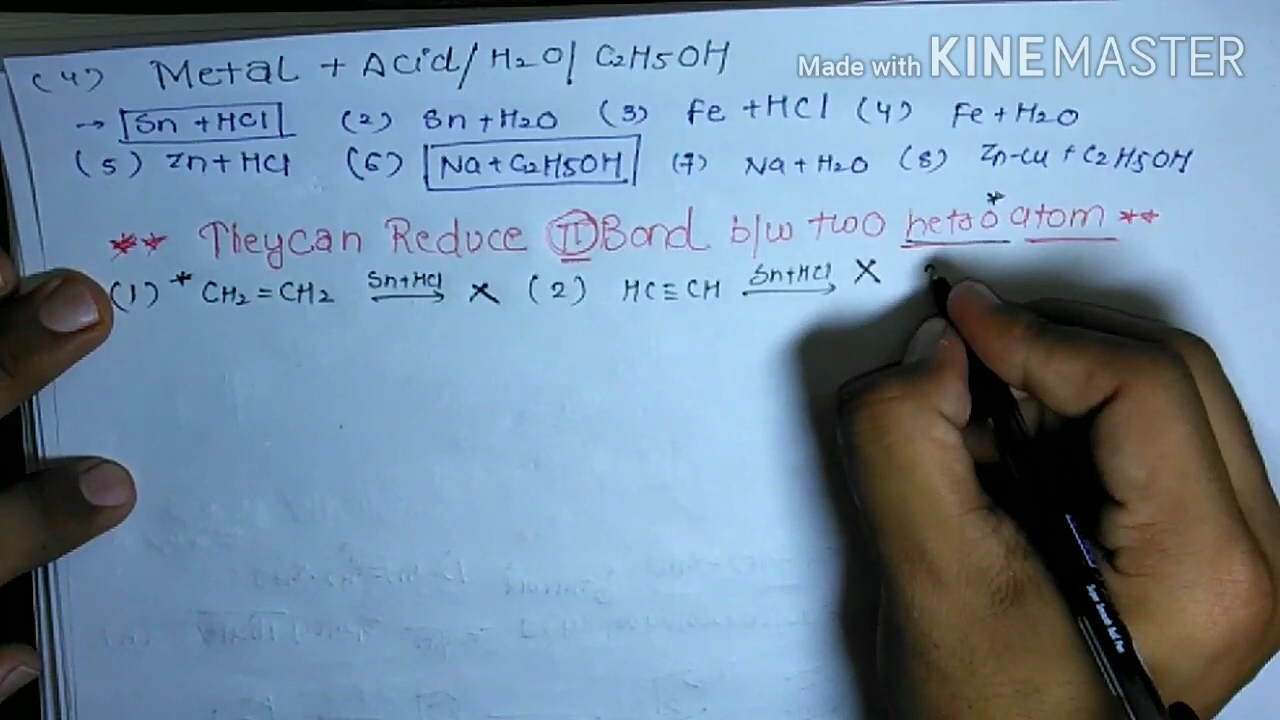 Made with KINEMASTER
(4) Metal + Acid/H2O/C2H5OH
→ Sn + HCl (2) Sn + H2O (3) Fe + HCl (4) Fe + H2O
(5) Zn + HCl (6) Na + C2H5OH (7) Na + H2O (8) Zn-Cu + C2H5OH
** Theycan Reduce π Bond b/w two hetro* atom **
(1) * CH2 = CH2 Sn+HCl → × (2) HC≡CH Sn+HCl → ×